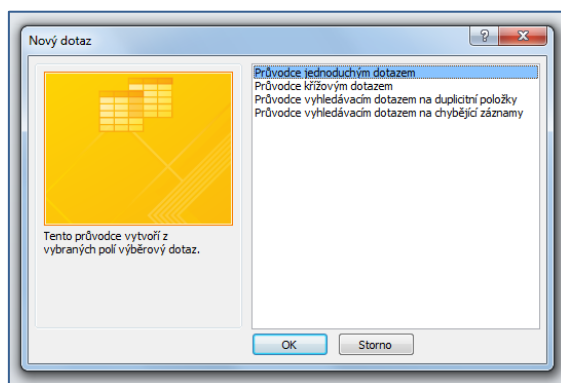 Nový dotaz
?
Průvodce jednoduchým dotazem
Průvodce křížovým dotazem
Průvodce vyhledávacím dotazem na duplicitní položky
Průvodce vyhledávacím dotazem na chybějící záznamy
Tento průvodce vytvoří z
vybraných polí výběrový dotaz.
OK
Storno